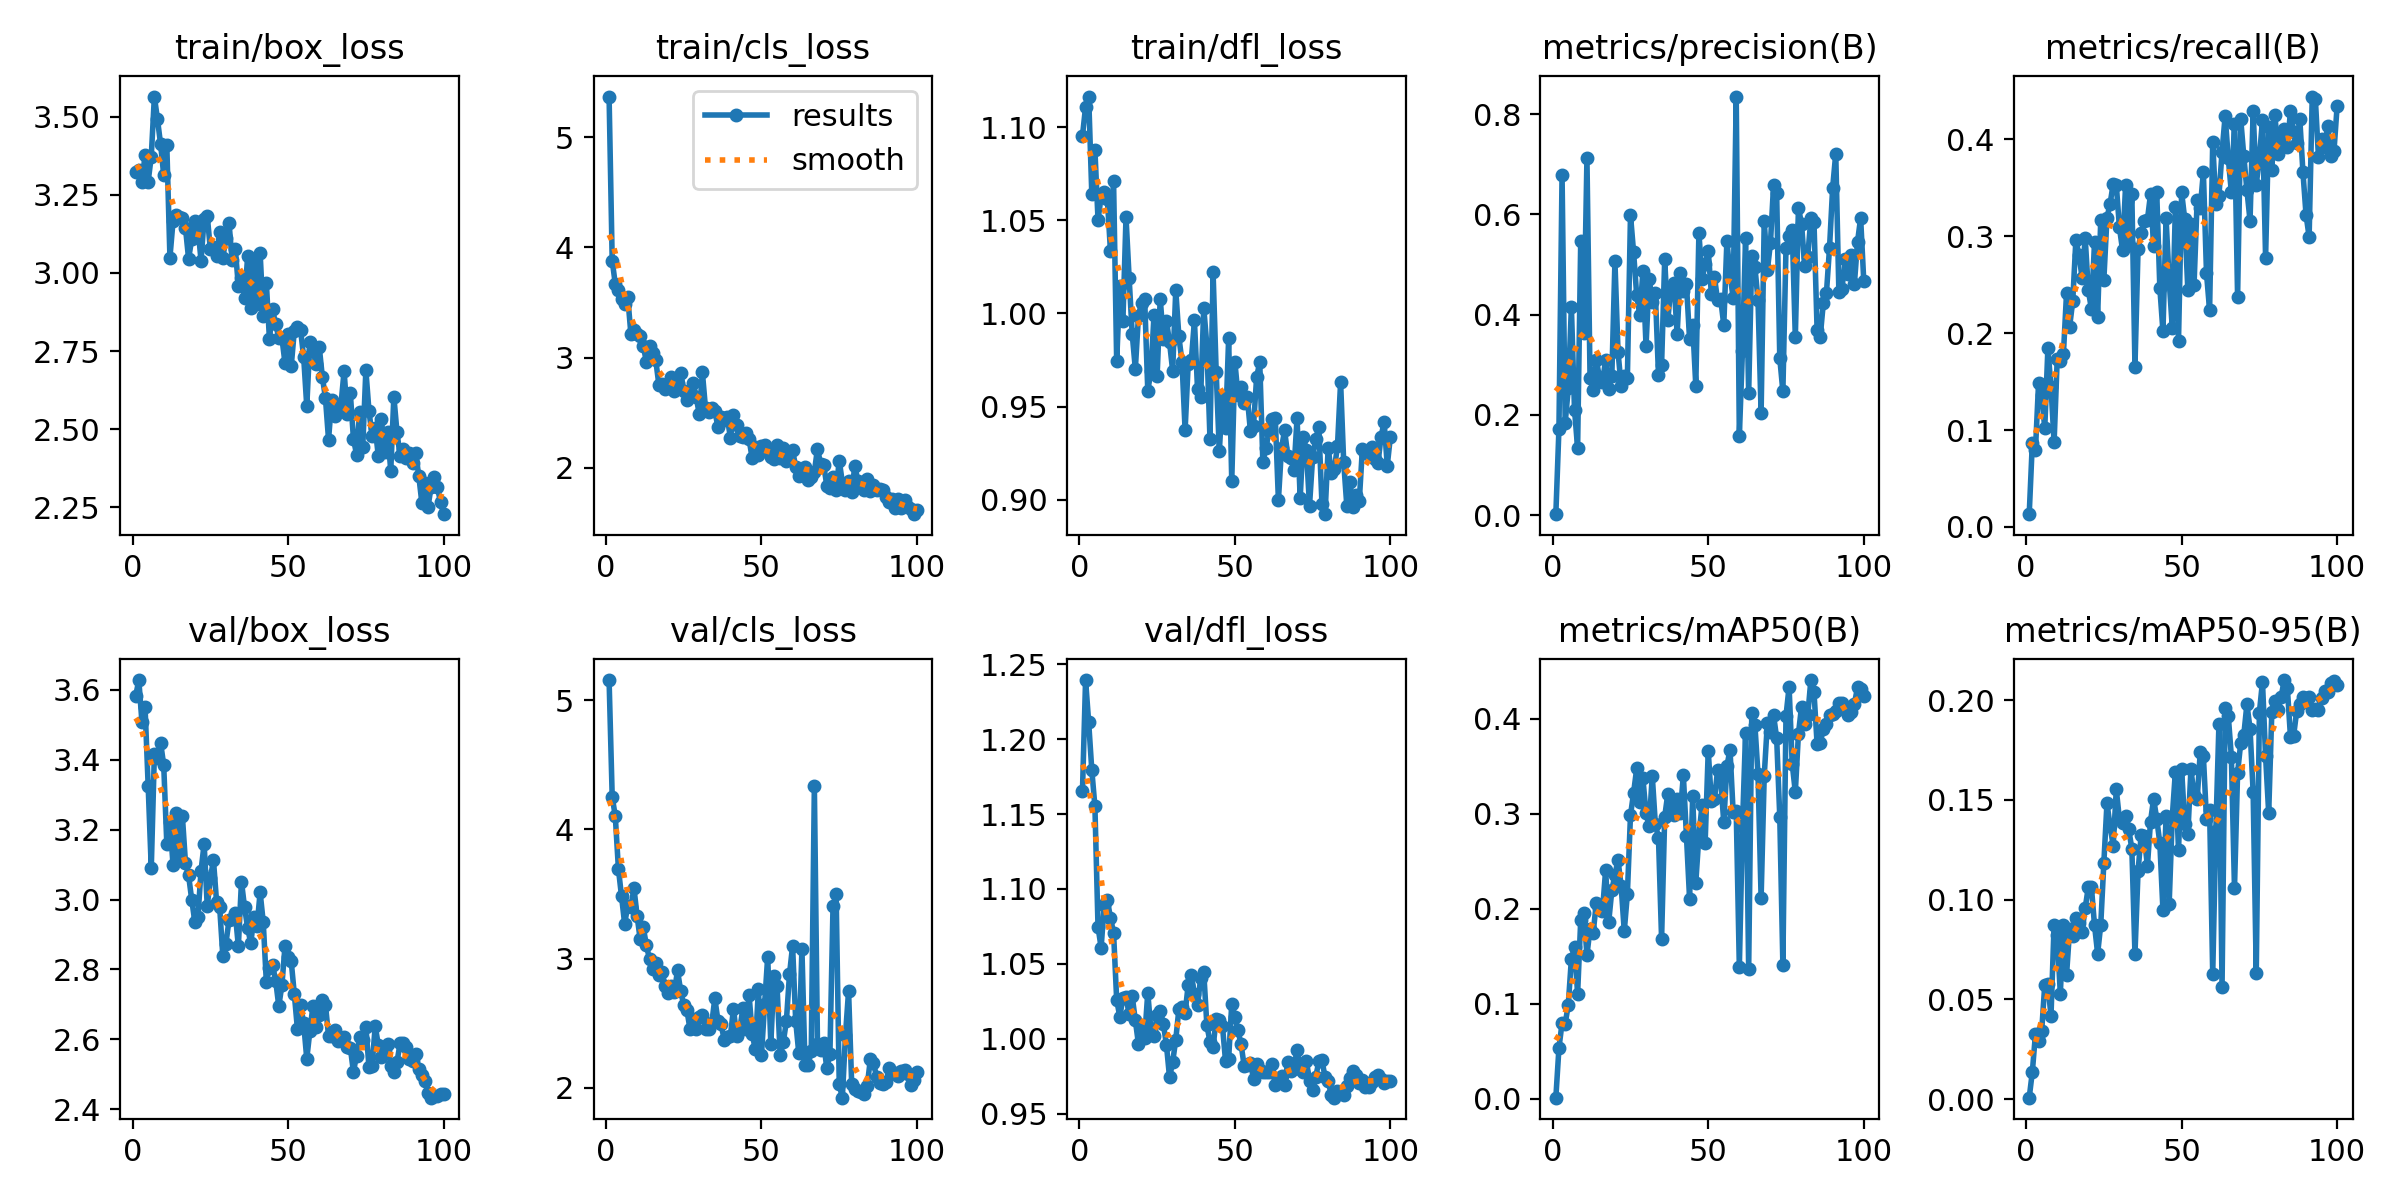 train/box_loss
3.50
3.25
3.00
2.75
2.50
2.25
0 50 100
train/cls_loss
results
smooth
5
4
3
2
0 50 100
train/dfl_loss
1.10
1.05
1.00
0.95
0.90
0 50 100
metrics/precision(B)
0.8
0.6
0.4
0.2
0.0
0 50 100
metrics/recall(B)
0.4
0.3
0.2
0.1
0.0
0 50 100
val/box_loss
3.6
3.4
3.2
3.0
2.8
2.6
2.4
0 50 100
val/cls_loss
5
4
3
2
0 50 100
val/dfl_loss
1.25
1.20
1.15
1.10
1.05
1.00
0.95
0 50 100
metrics/mAP50(B)
0.4
0.3
0.2
0.1
0.0
0 50 100
metrics/mAP50-95(B)
0.20
0.15
0.10
0.05
0.00
0 50 100